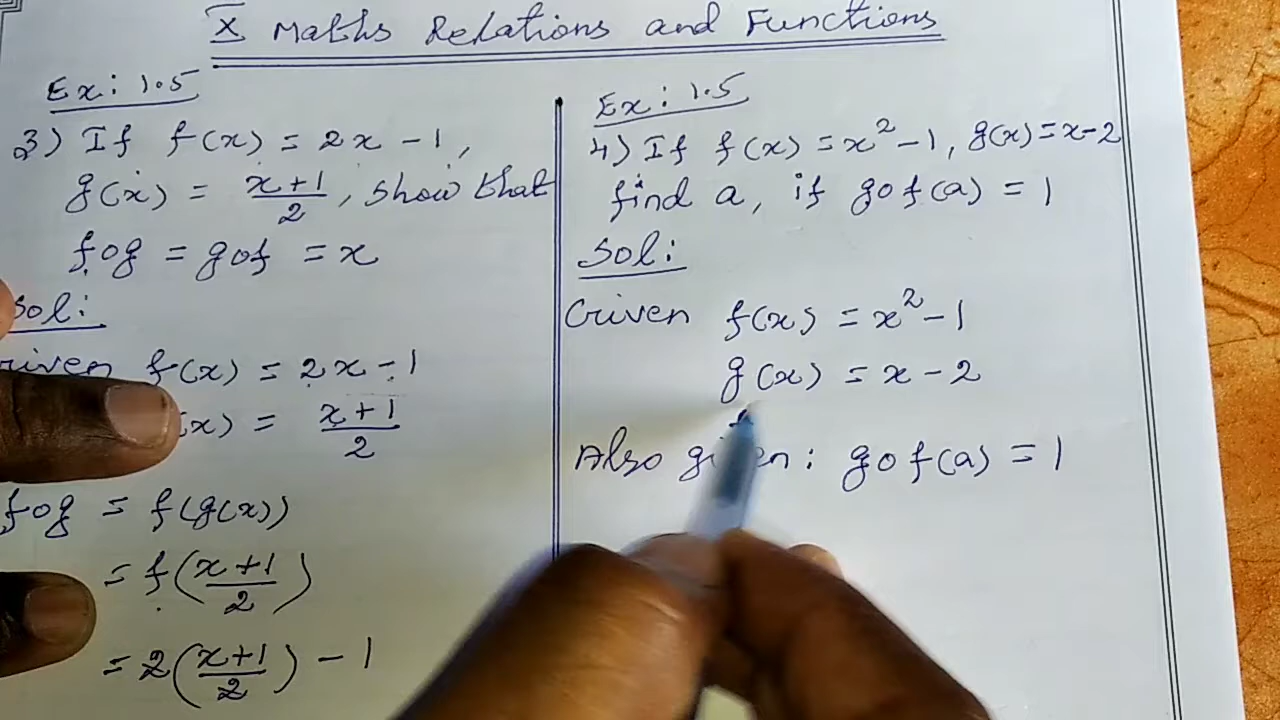 X Maths Relations and Functions
Ex: 1.5
3) If f(x) = 2x - 1,
g(x) = x+1/2, show that
fog = gof = x
Sol:
f(x) = 2x - 1
(x) = x+1/2
fog = f(g(x))
= f(x+1/2)
= 2(x+1/2) - 1
Ex: 1.5
4) If f(x) = x² - 1, g(x) = x - 2
find a, if gof(a) = 1
Sol:
Given f(x) = x² - 1
g(x) = x - 2
Also given: gof(a) = 1